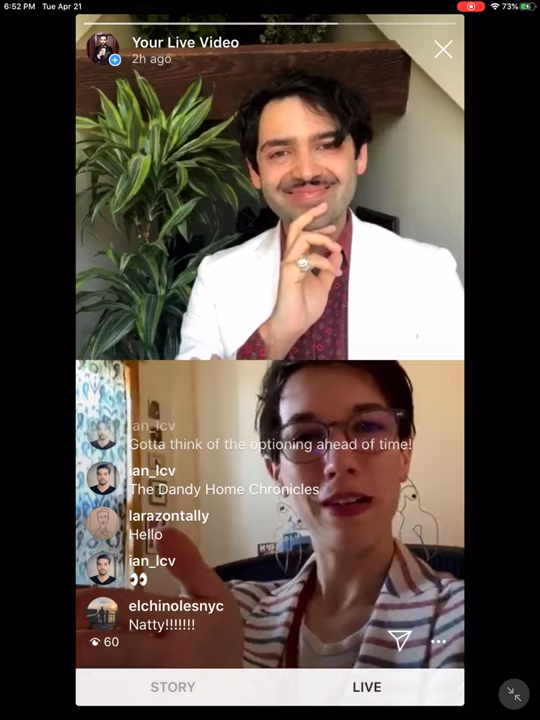 6:52 PM Tue Apr 21
73%
Your Live Video
2h ago
ian_lcv
Gotta think of the optioning ahead of time!
ian_lcv
The Dandy Home Chronicles
larazontally
Hello
ian_lcv
👀
elchinolesnyc
Natty!!!!!!!
60
STORY
LIVE